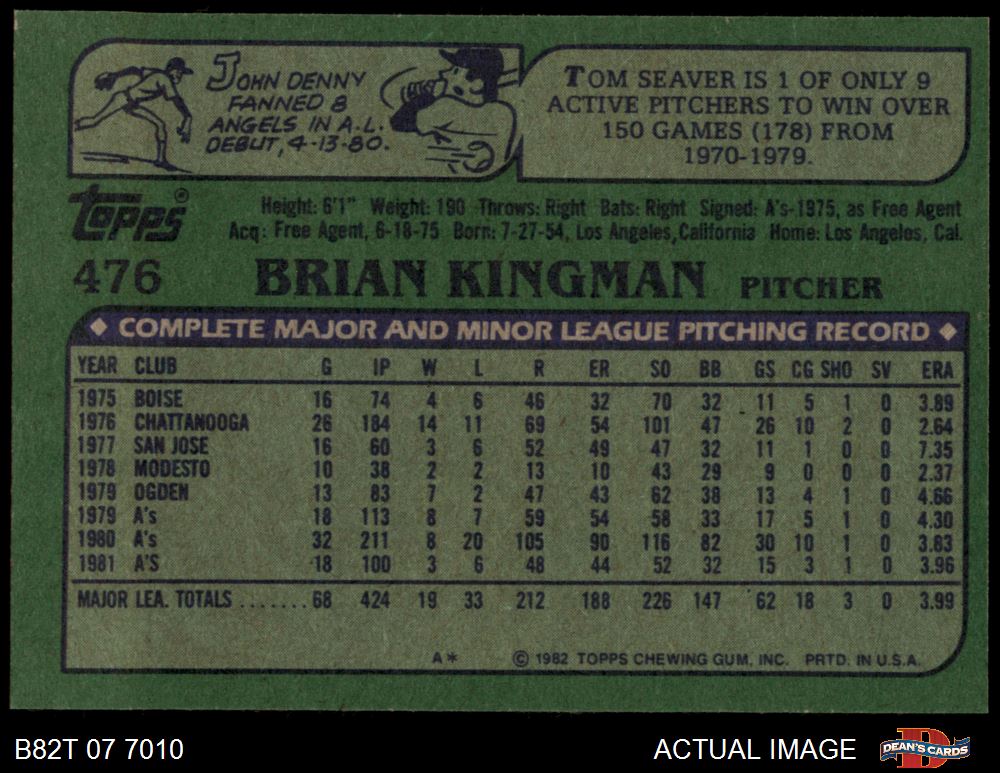 JOHN DENNY
FANNED 8
ANGELS IN A.L.
DEBUT, 4-13-80.
TOM SEAVER IS 1 OF ONLY 9
ACTIVE PITCHERS TO WIN OVER
150 GAMES (178) FROM
1970-1979.
Topps®
Height: 6'1" Weight: 190 Throws: Right Bats: Right Signed: A's-1975, as Free Agent
Acq: Free Agent, 6-18-75 Born: 7-27-54, Los Angeles, California Home: Los Angeles, Cal.
476 BRIAN KINGMAN PITCHER
◆ COMPLETE MAJOR AND MINOR LEAGUE PITCHING RECORD ◆
YEAR CLUB G IP W L R ER SO BB GS CG SHO SV ERA
1975 BOISE 16 74 4 6 46 32 70 32 11 5 1 0 3.89
1976 CHATTANOOGA 26 184 14 11 69 54 101 47 26 10 2 0 2.64
1977 SAN JOSE 16 60 3 6 52 49 47 32 11 1 0 0 7.35
1978 MODESTO 10 38 2 2 13 10 43 29 9 0 0 0 2.37
1979 OGDEN 13 83 7 2 47 43 62 38 13 4 1 0 4.66
1979 A's 18 113 8 7 59 54 58 33 17 5 1 0 4.30
1980 A's 32 211 8 20 105 90 116 82 30 10 1 0 3.83
1981 A'S 18 100 3 6 48 44 52 32 15 3 1 0 3.96
MAJOR LEA. TOTALS ....... 68 424 19 33 212 188 226 147 62 18 3 0 3.99
A* © 1982 TOPPS CHEWING GUM, INC. PRTD. IN U.S.A.
B82T 07 7010 ACTUAL IMAGE D DEAN'S CARDS